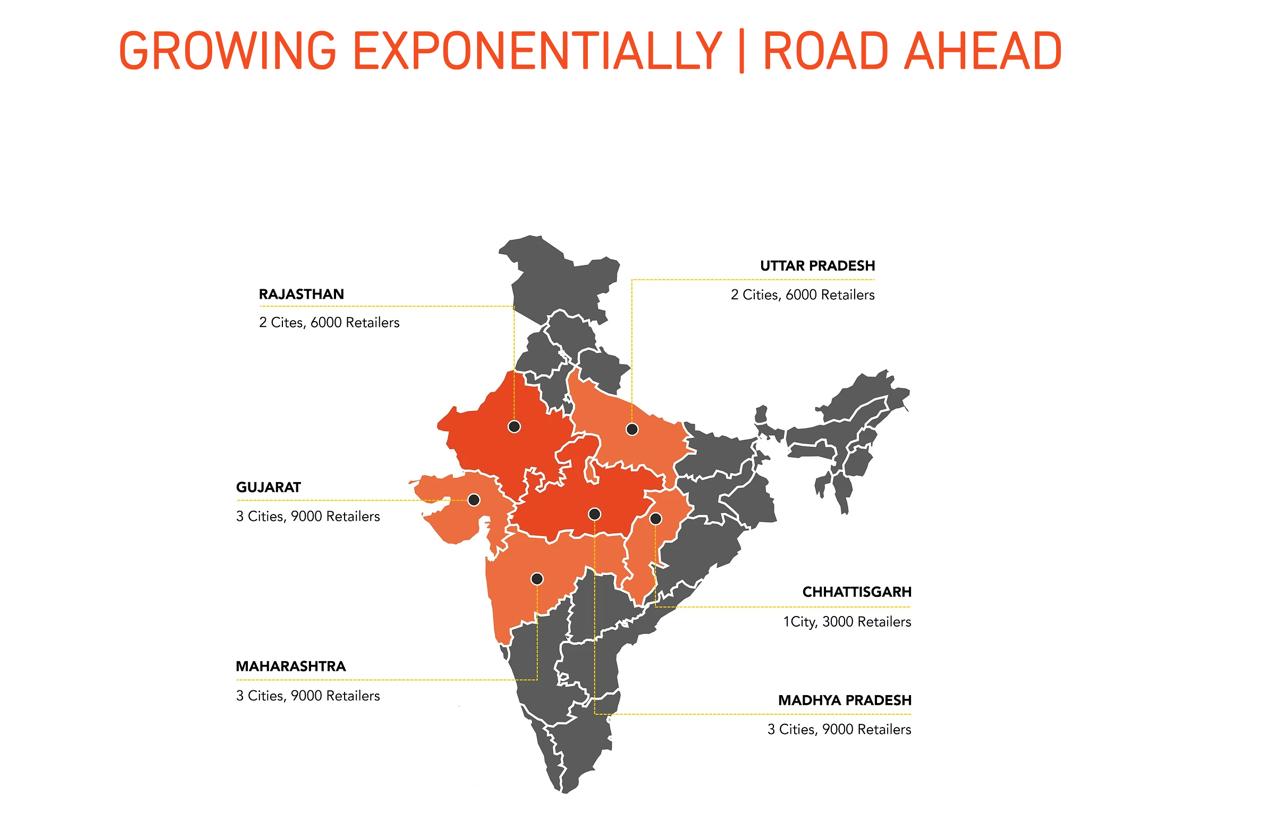 GROWING EXPONENTIALLY | ROAD AHEAD
UTTAR PRADESH
2 Cities, 6000 Retailers
RAJASTHAN
2 Cites, 6000 Retailers
GUJARAT
3 Cities, 9000 Retailers
CHHATTISGARH
1City, 3000 Retailers
MAHARASHTRA
3 Cities, 9000 Retailers
MADHYA PRADESH
3 Cities, 9000 Retailers